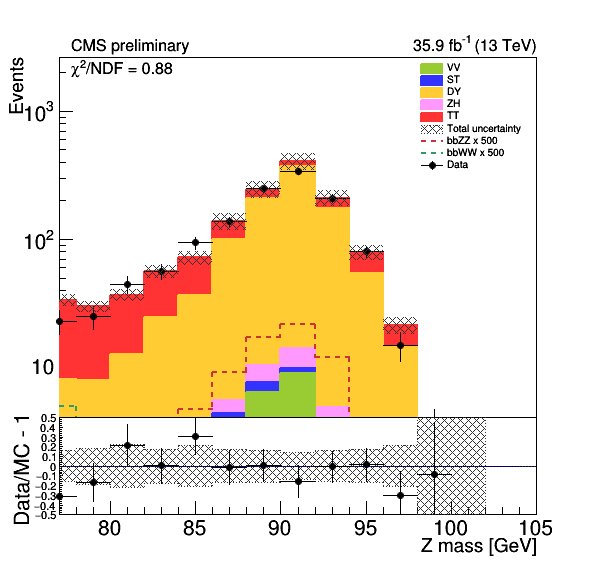 CMS preliminary
35.9 fb⁻¹ (13 TeV)
χ²/NDF = 0.88
Events
10³
10²
10
VV
ST
DY
ZH
TT
Total uncertainty
bbZZ x 500
bbWW x 500
Data
Data/MC - 1
0.5
0.4
0.3
0.2
0.1
0
−0.1
−0.2
−0.3
−0.4
−0.5
80 85 90 95 100 105
Z mass [GeV]